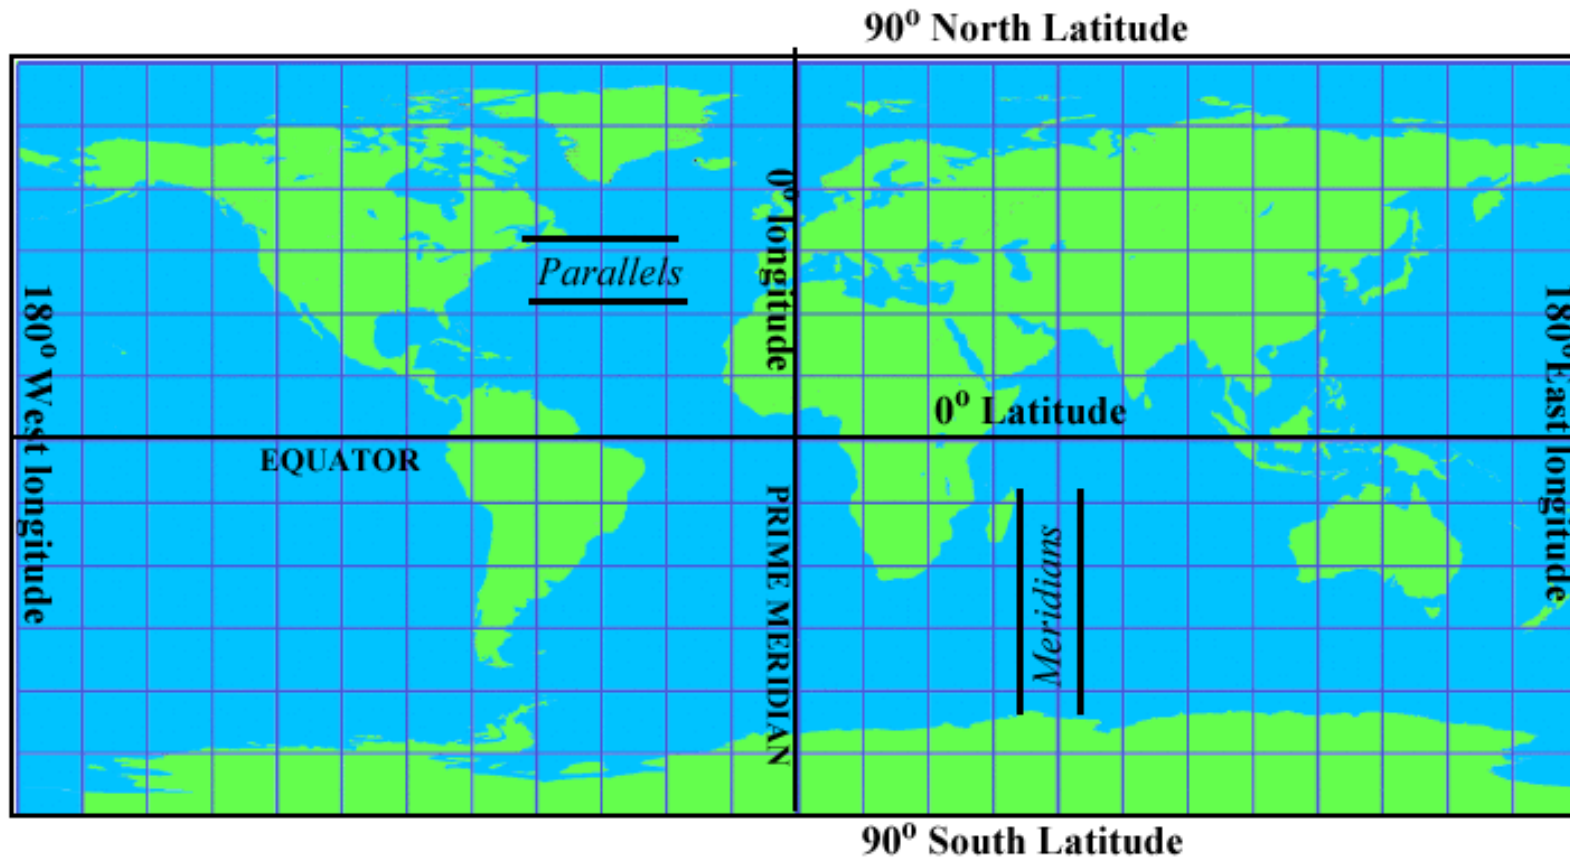 90° North Latitude
0° longitude
Parallels
180° West longitude
180° East longitude
0° Latitude
EQUATOR
PRIME MERIDIAN
Meridians
90° South Latitude